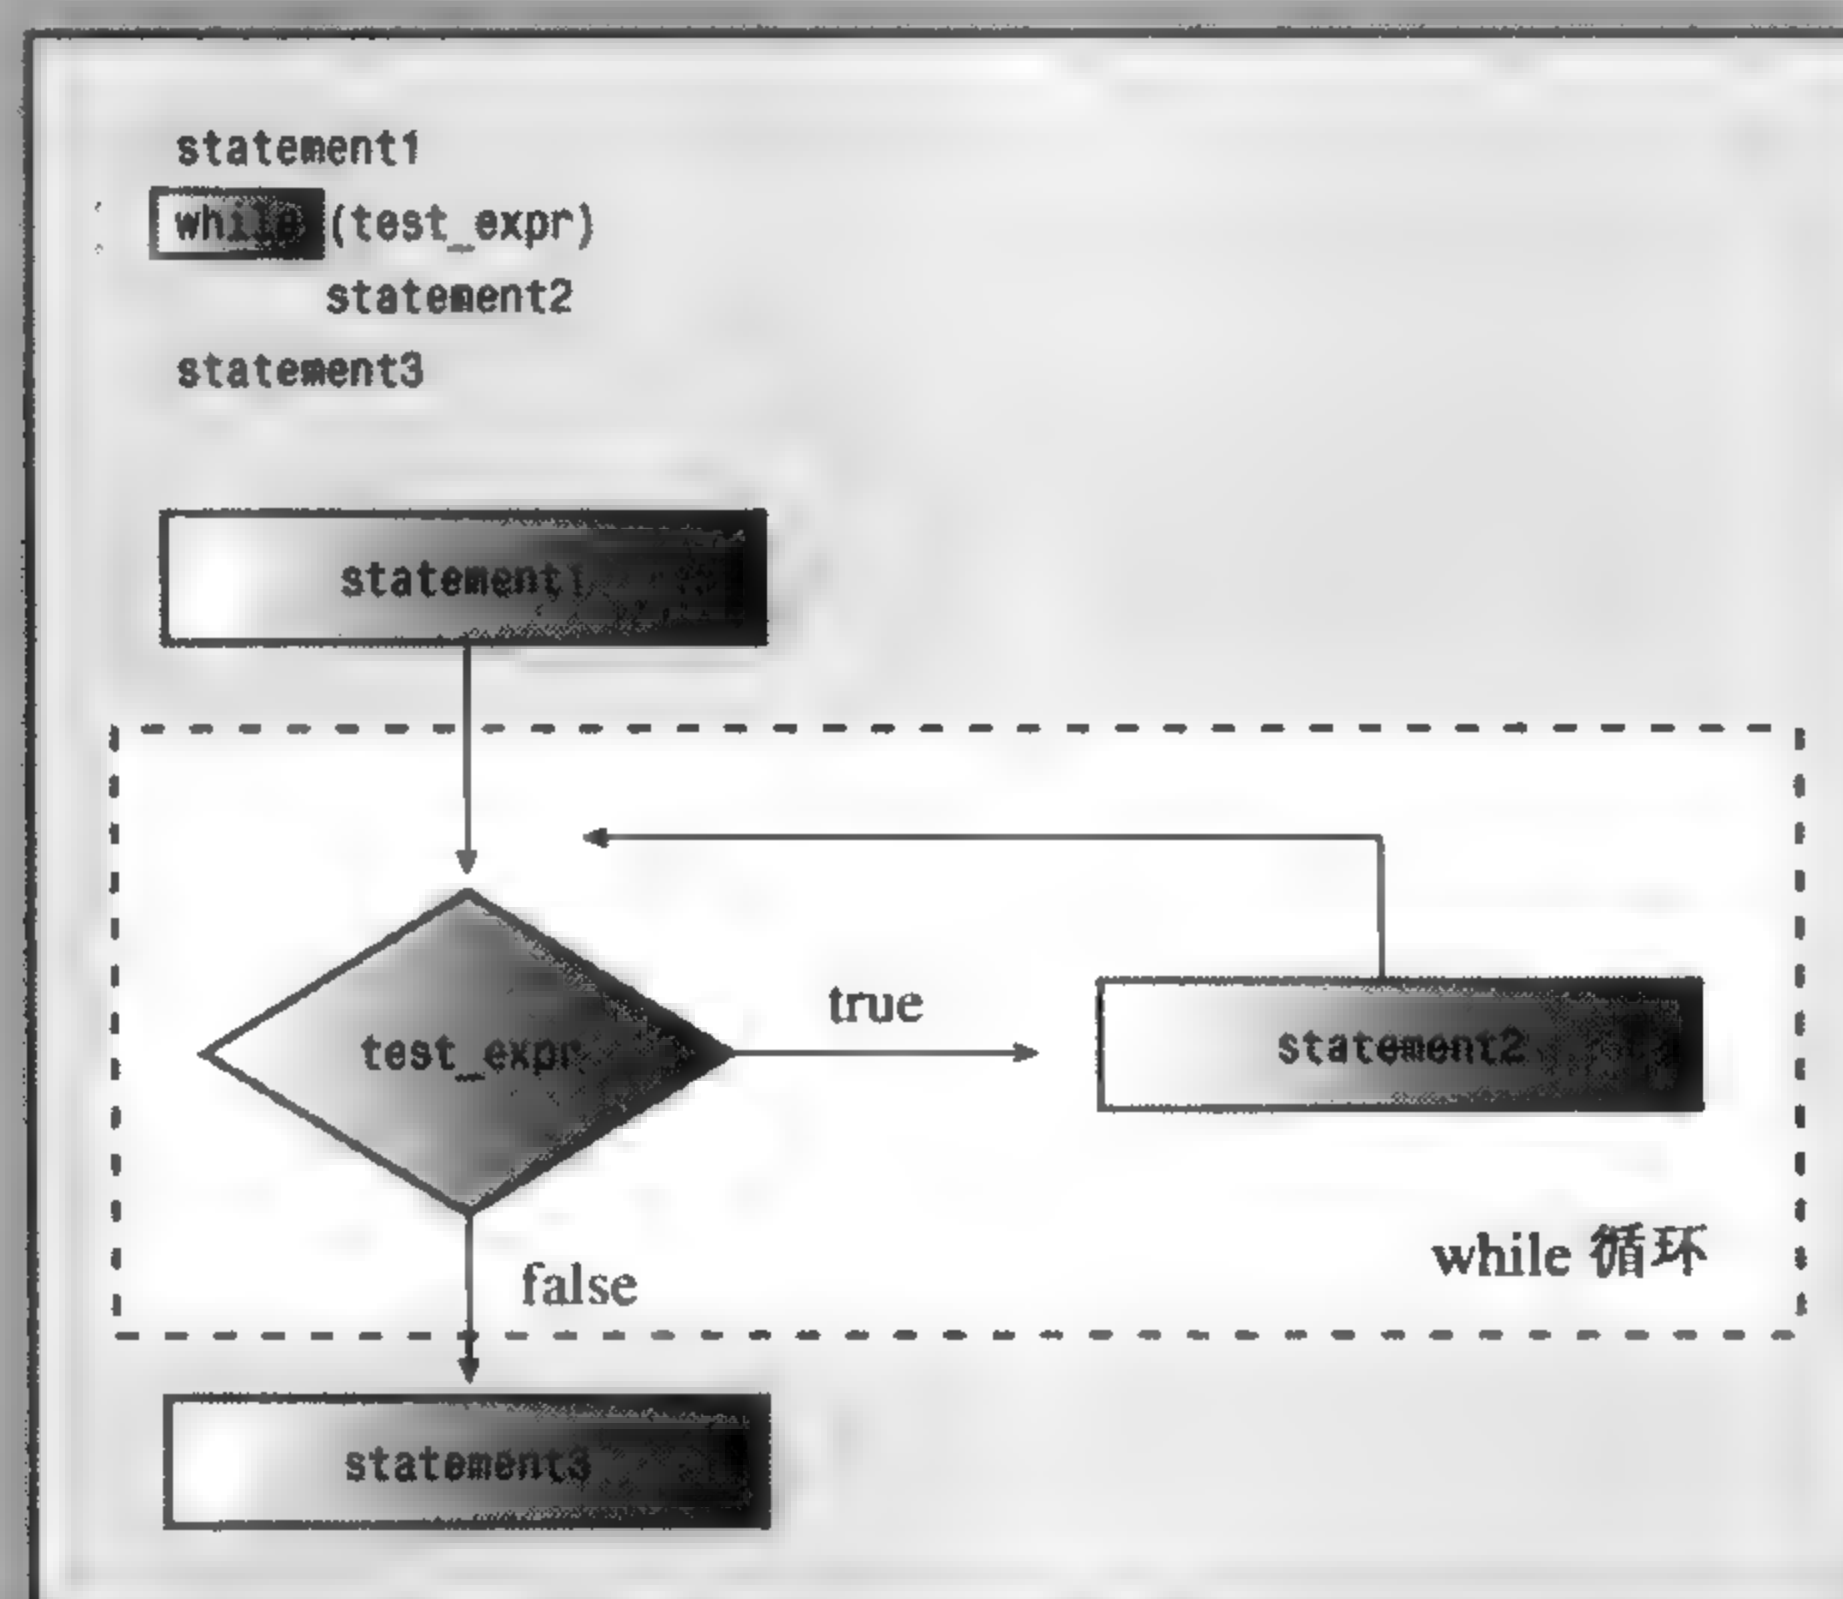 statement1
while (test_expr)
statement2
statement3
statement1
test_expr
true
statement2
false
while 循环
statement3